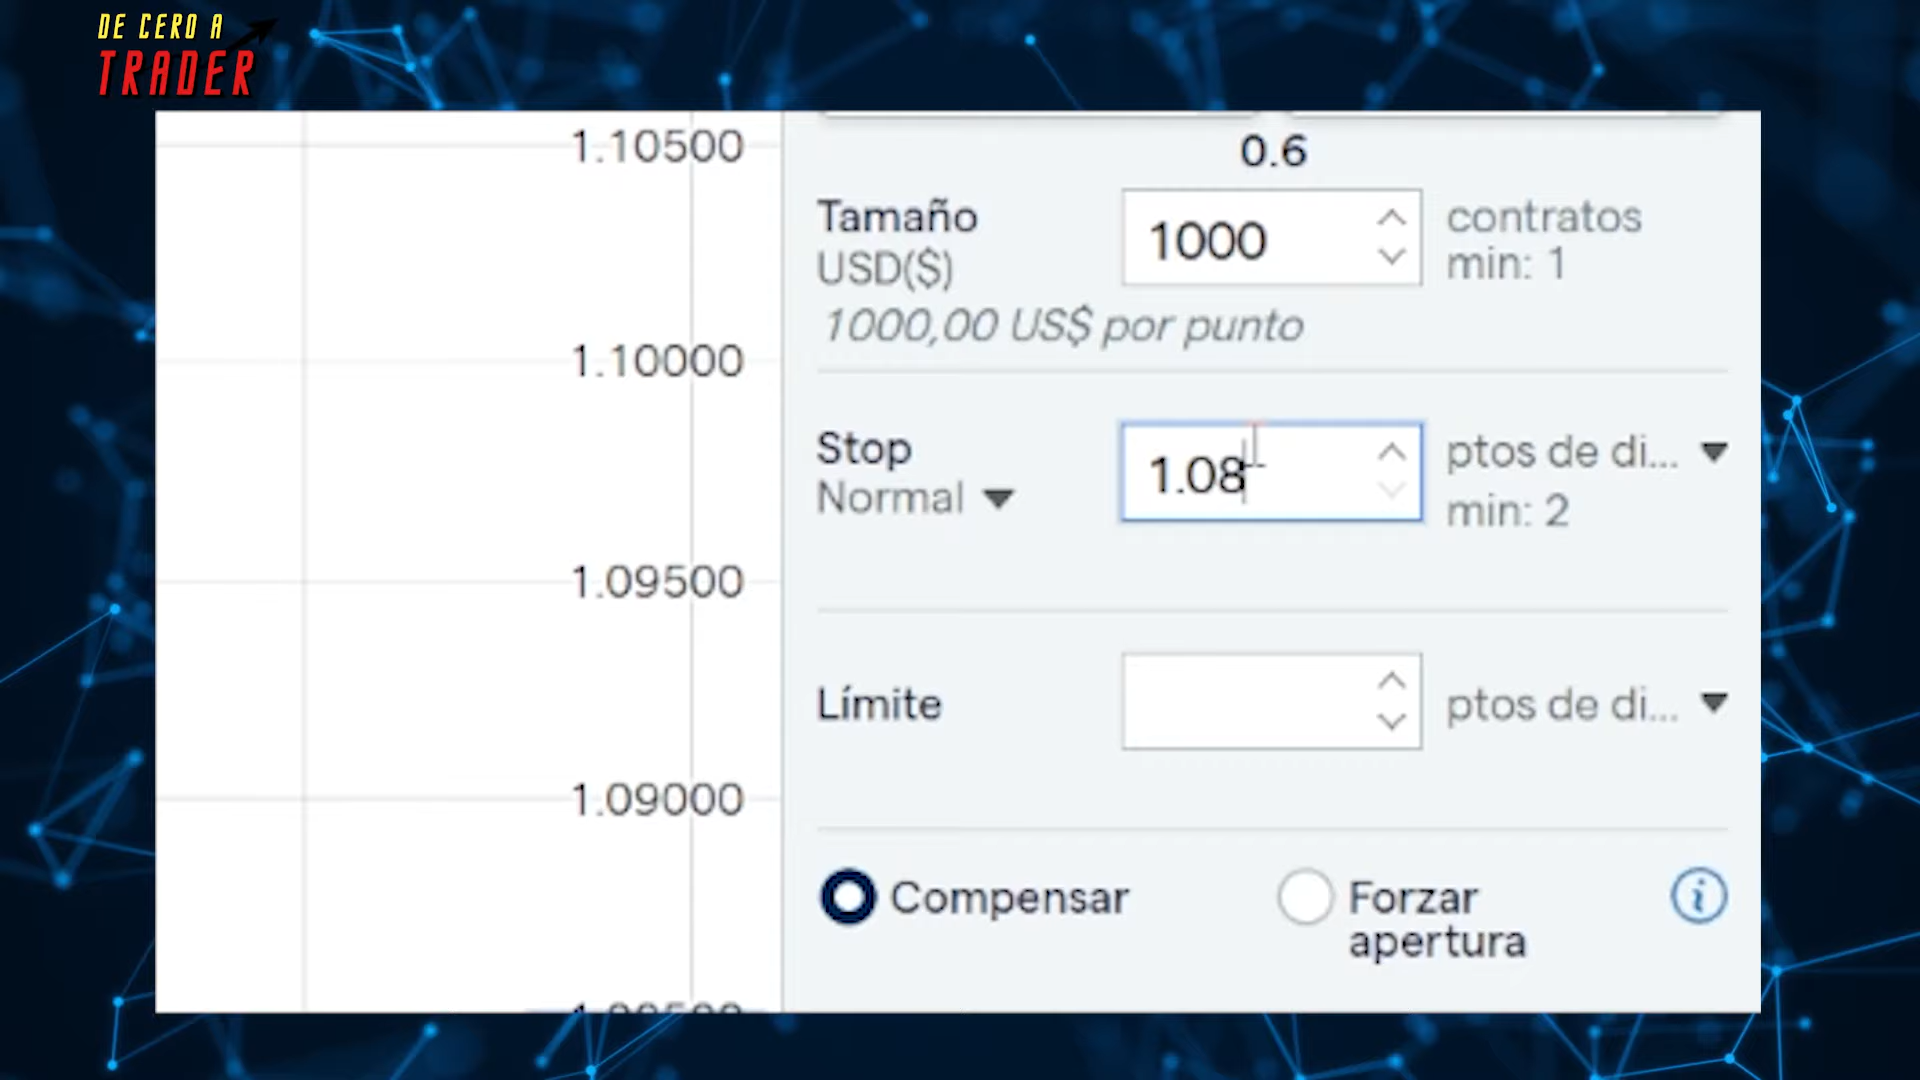 DE CERO A
TRADER
1.10500
1.10000
1.09500
1.09000
0.6
Tamaño
USD($)
1000
contratos
min: 1
1000,00 US$ por punto
Stop
Normal
1.08
ptos de di...
min: 2
Límite
ptos de di...
Compensar
Forzar
apertura
i